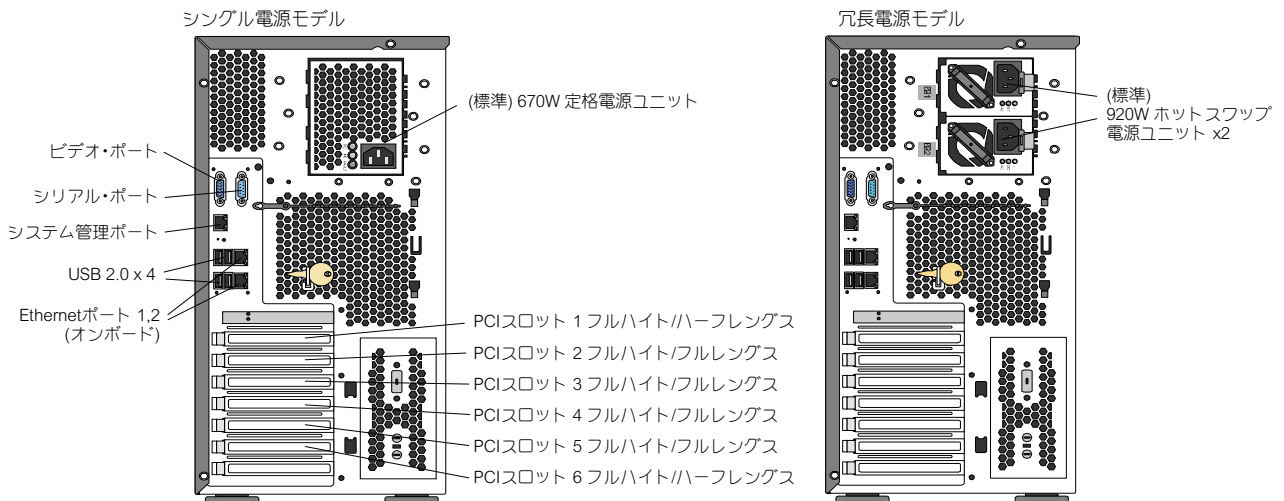 シングル電源モデル
(標準) 670W 定格電源ユニット
ビデオ・ポート
シリアル・ポート
システム管理ポート
USB 2.0 x 4
Ethernetポート 1,2
(オンボード)
PCIスロット 1 フルハイト/ハーフレングス
PCIスロット 2 フルハイト/フルレングス
PCIスロット 3 フルハイト/フルレングス
PCIスロット 4 フルハイト/フルレングス
PCIスロット 5 フルハイト/フルレングス
PCIスロット 6 フルハイト/ハーフレングス
冗長電源モデル
(標準)
920W ホットスワップ
電源ユニット x2